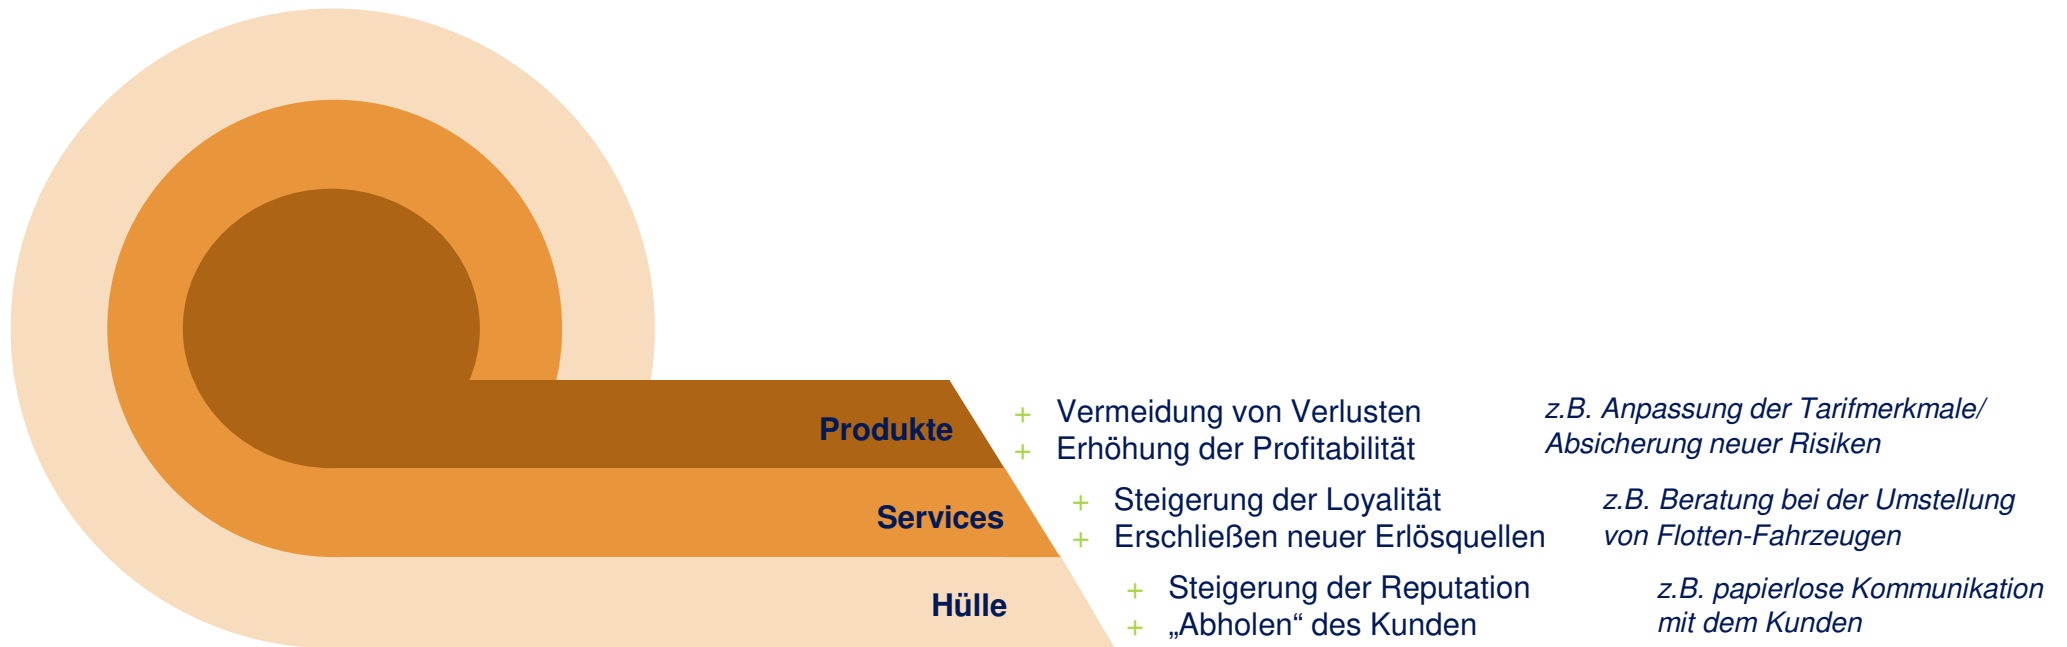 Produkte
+ Vermeidung von Verlusten
+ Erhöhung der Profitabilität
z.B. Anpassung der Tarifmerkmale/
Absicherung neuer Risiken
Services
+ Steigerung der Loyalität
+ Erschließen neuer Erlösquellen
z.B. Beratung bei der Umstellung
von Flotten-Fahrzeugen
Hülle
+ Steigerung der Reputation
+ „Abholen“ des Kunden
z.B. papierlose Kommunikation
mit dem Kunden